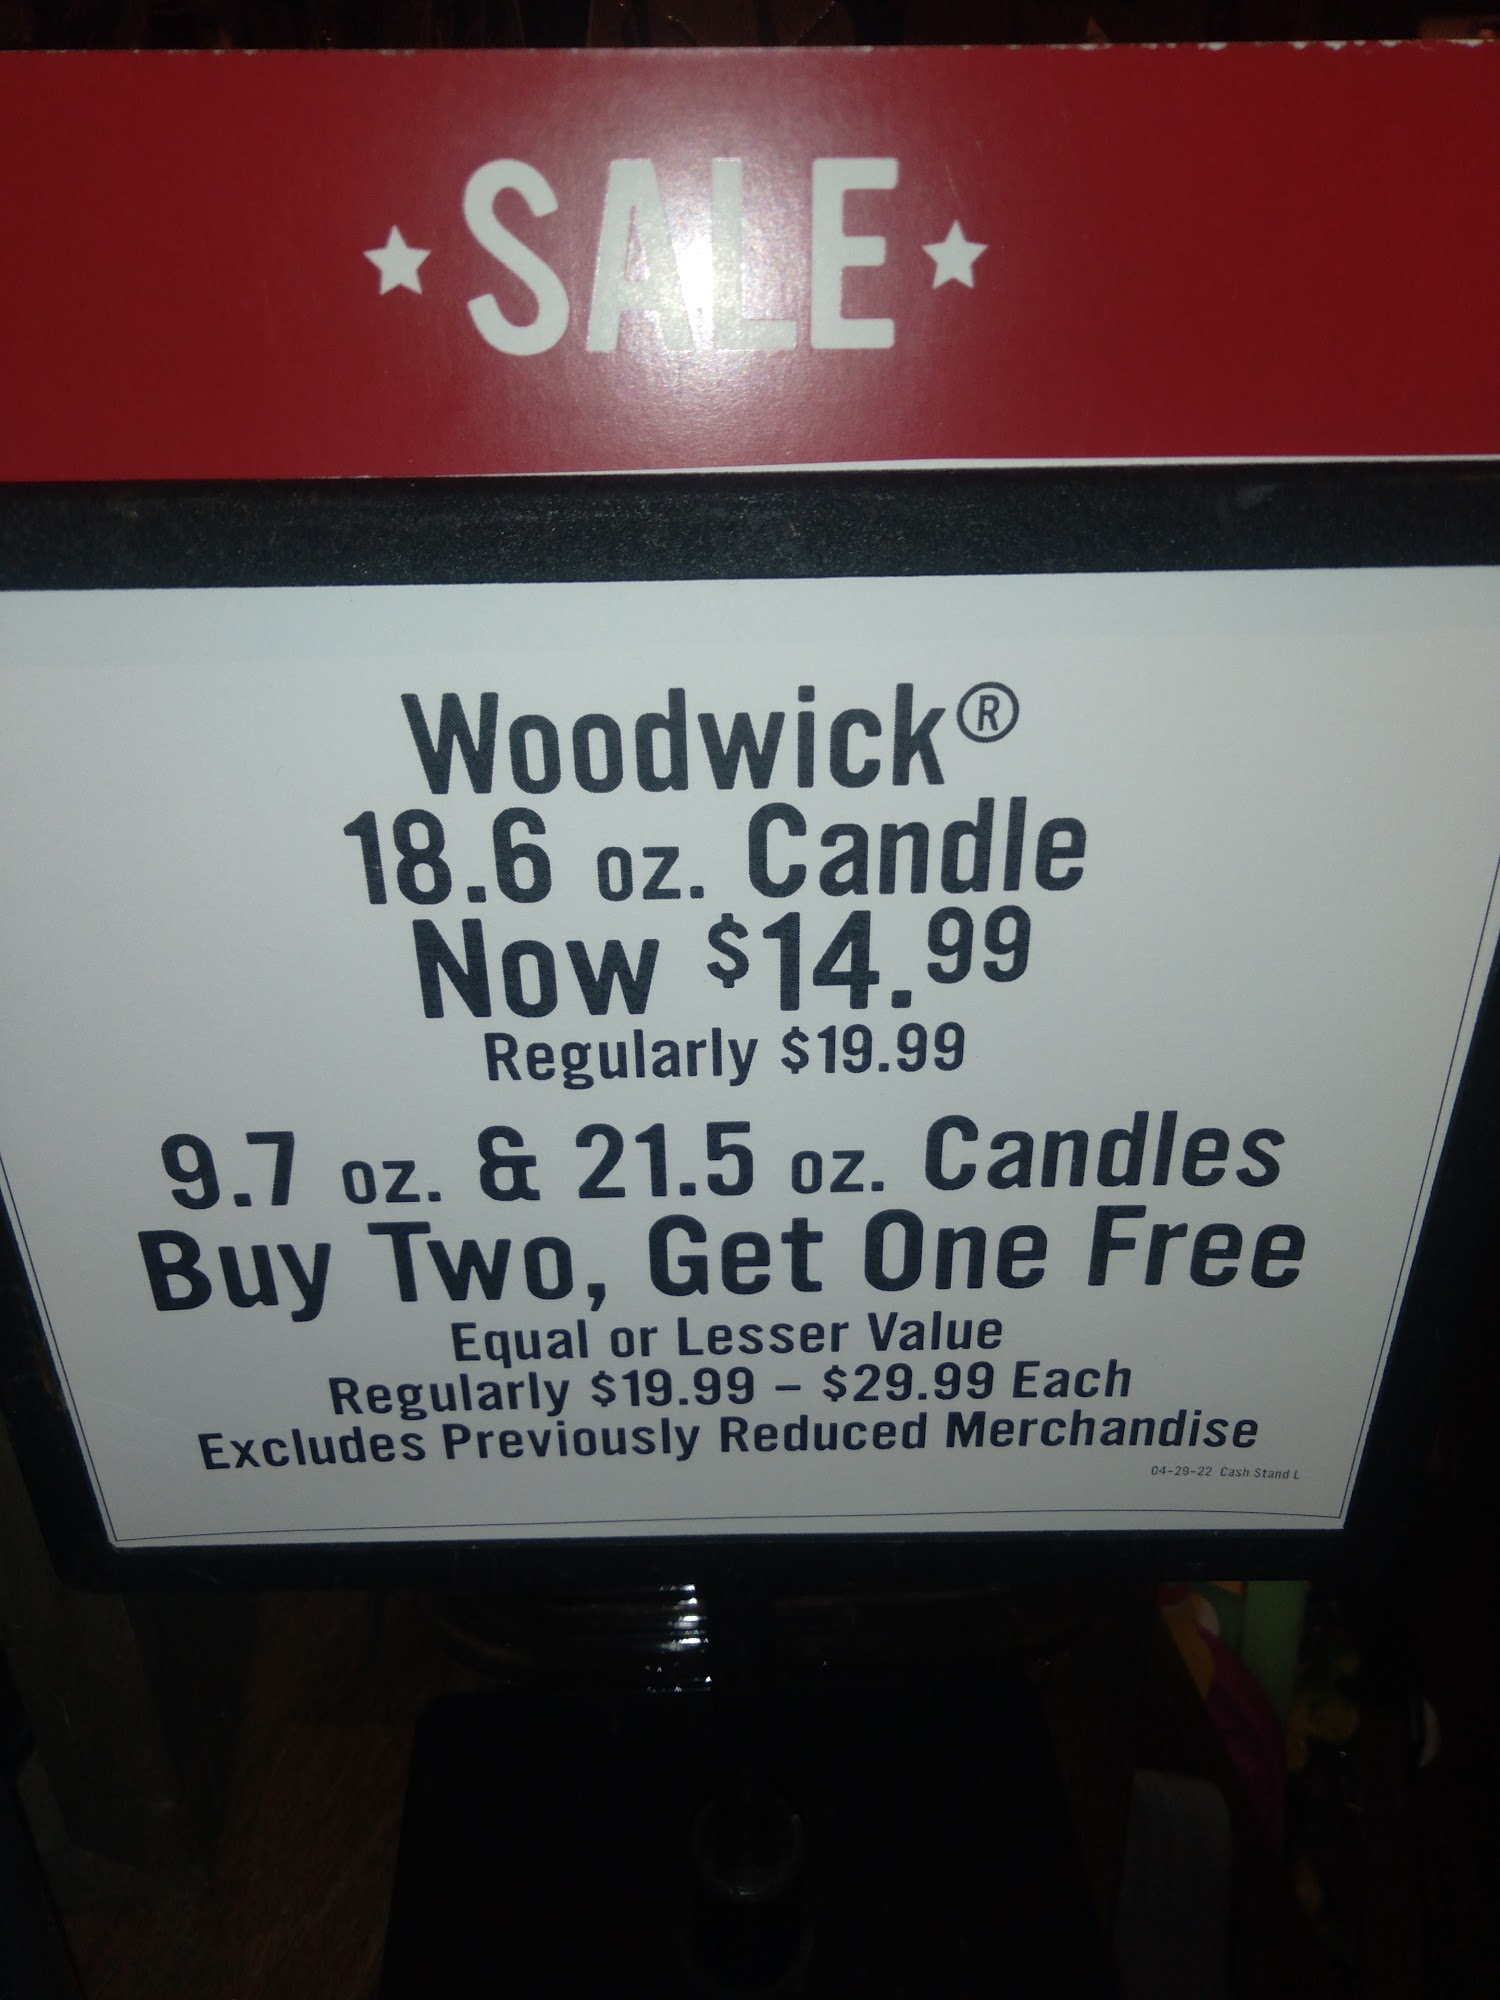 SALE
Woodwick®
18.6 oz. Candle
Now $14.99
Regularly $19.99
9.7 oz. & 21.5 oz. Candles
Buy Two, Get One Free
Equal or Lesser Value
Regularly $19.99 – $29.99 Each
Excludes Previously Reduced Merchandise
04-29-22 Cash Stand L